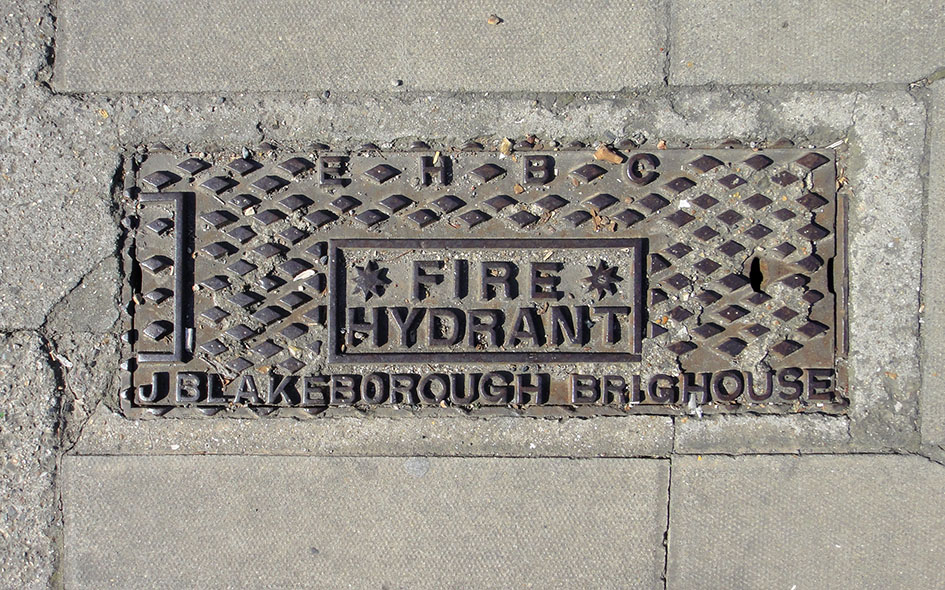 E H B C
FIRE
HYDRANT
J BLAKEBOROUGH BRIGHOUSE